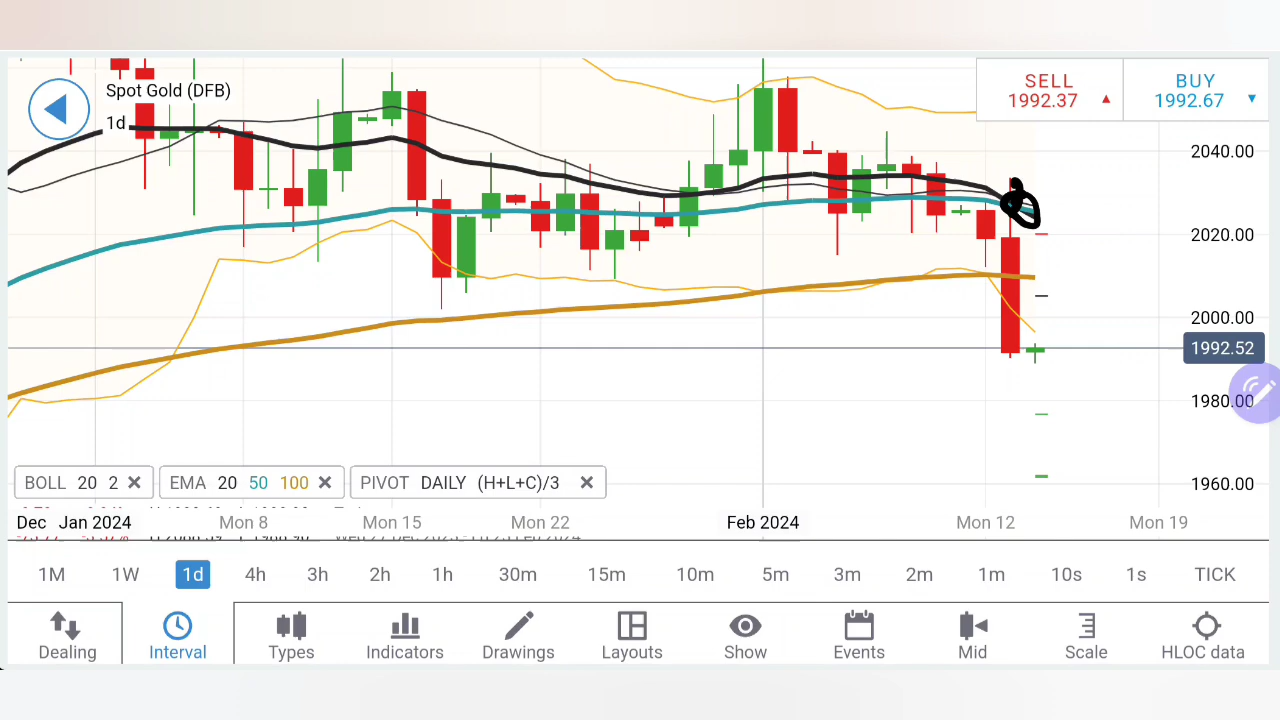 Spot Gold (DFB)
1d
SELL
1992.37
BUY
1992.67
2040.00
2020.00
2000.00
1992.52
1980.00
1960.00
BOLL 20 2
EMA 20 50 100
PIVOT DAILY (H+L+C)/3
Dec Jan 2024 Mon 8 Mon 15 Mon 22 Feb 2024 Mon 12 Mon 19
1M 1W 1d 4h 3h 2h 1h 30m 15m 10m 5m 3m 2m 1m 10s 1s TICK
Dealing Interval Types Indicators Drawings Layouts Show Events Mid Scale HLOC data